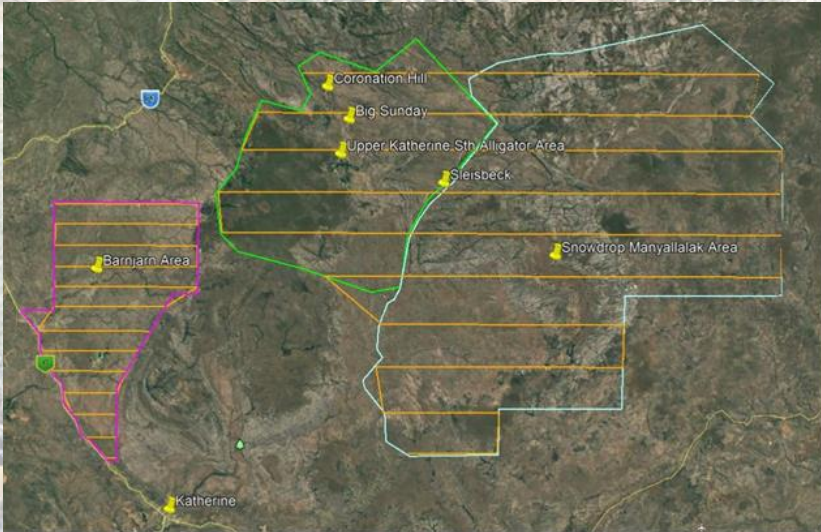 Coronation Hill
Big Sunday
Upper Katherine Sth Alligator Area
Sleisbeck
Snowdrop Manyallalak Area
Barnjarn Area
Katherine